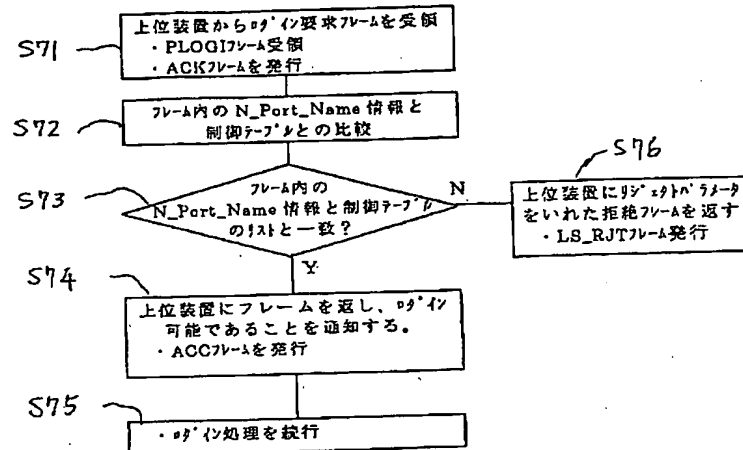 S71
上位装置からﾛｸﾞｲﾝ要求ﾌﾚｰﾑを受領
・PLOGIﾌﾚｰﾑ受領
・ACKﾌﾚｰﾑを発行
S72
ﾌﾚｰﾑ内の N_Port_Name 情報と
制御ﾃｰﾌﾞﾙとの比較
S73
ﾌﾚｰﾑ内の
N_Port_Name 情報と制御ﾃｰﾌﾞﾙ
のﾘｽﾄと一致？
N
Y
S76
上位装置にﾘｼﾞｪｸﾄﾊﾟﾗﾒｰﾀ
をいれた拒絶フレームを返す
・LS_RJTﾌﾚｰﾑ発行
S74
上位装置にフレームを返し、ﾛｸﾞｲﾝ
可能であることを通知する。
・ACCﾌﾚｰﾑを発行
S75
・ﾛｸﾞｲﾝ処理を続行